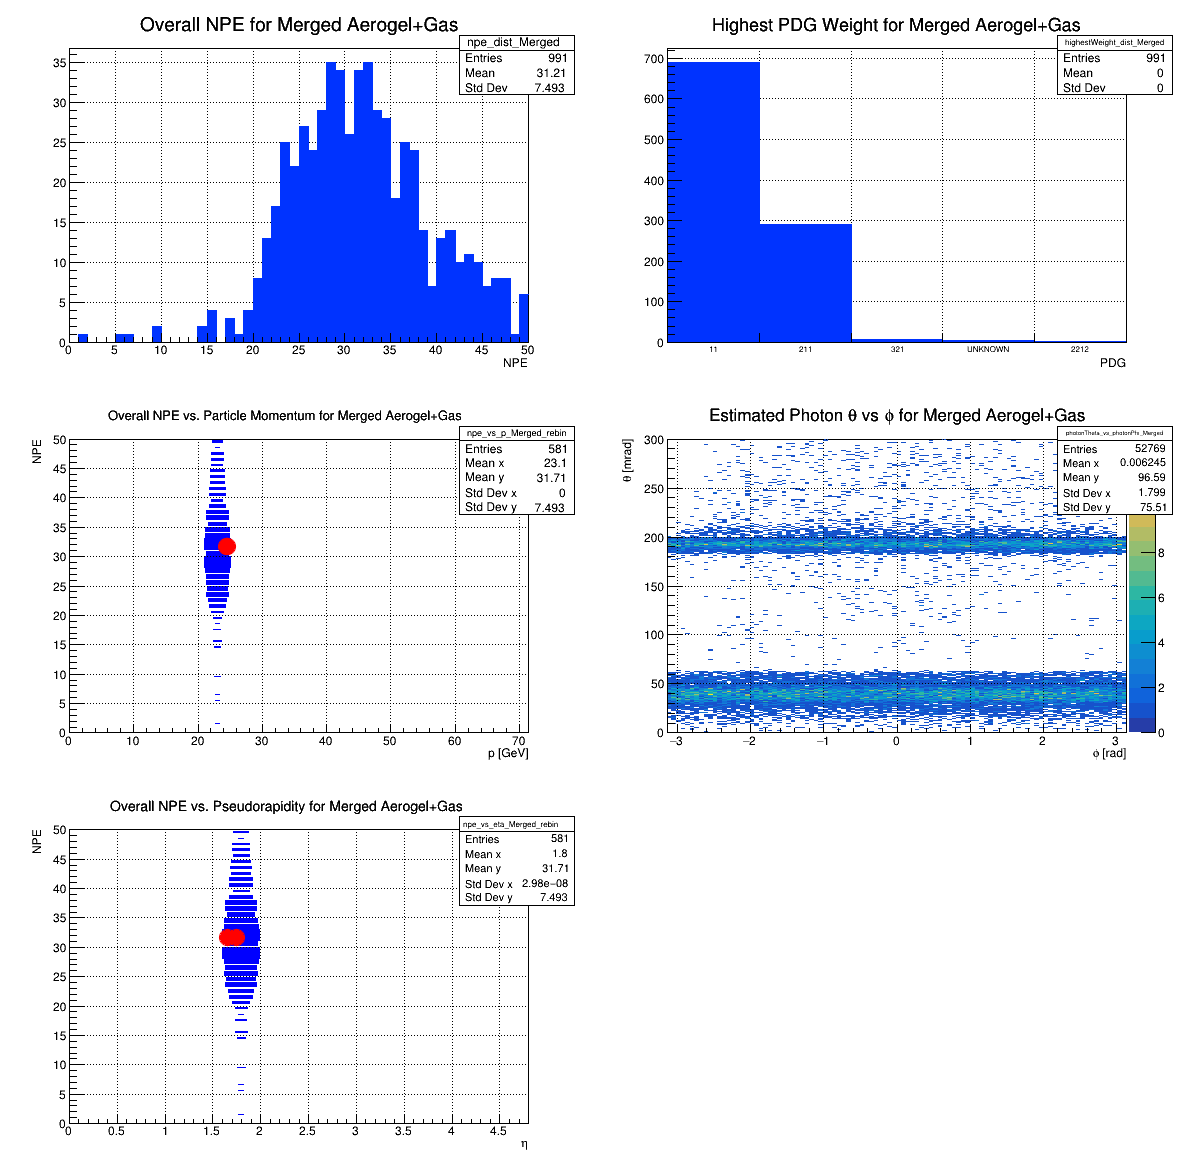 Overall NPE for Merged Aerogel+Gas
npe_dist_Merged
Entries 991
Mean 31.21
Std Dev 7.493
35
30
25
20
15
10
5
0
0 5 10 15 20 25 30 35 40 45 50
NPE
Highest PDG Weight for Merged Aerogel+Gas
highestWeight_dist_Merged
Entries 991
Mean 0
Std Dev 0
700
600
500
400
300
200
100
0
11 211 321 UNKNOWN 2212
PDG
Overall NPE vs. Particle Momentum for Merged Aerogel+Gas
npe_vs_p_Merged_rebin
Entries 581
Mean x 23.1
Mean y 31.71
Std Dev x 0
Std Dev y 7.493
NPE
50
45
40
35
30
25
20
15
10
5
0
0 10 20 30 40 50 60 70
p [GeV]
Estimated Photon θ vs ϕ for Merged Aerogel+Gas
photonTheta_vs_photonPhi_Merged
Entries 52769
Mean x 0.006245
Mean y 96.59
Std Dev x 1.799
Std Dev y 75.51
θ [mrad]
300
250
200
150
100
50
0
−3 −2 −1 0 1 2 3
ϕ [rad]
8
6
4
2
0
Overall NPE vs. Pseudorapidity for Merged Aerogel+Gas
npe_vs_eta_Merged_rebin
Entries 581
Mean x 1.8
Mean y 31.71
Std Dev x 2.98e−08
Std Dev y 7.493
NPE
50
45
40
35
30
25
20
15
10
5
0
0 0.5 1 1.5 2 2.5 3 3.5 4 4.5
η